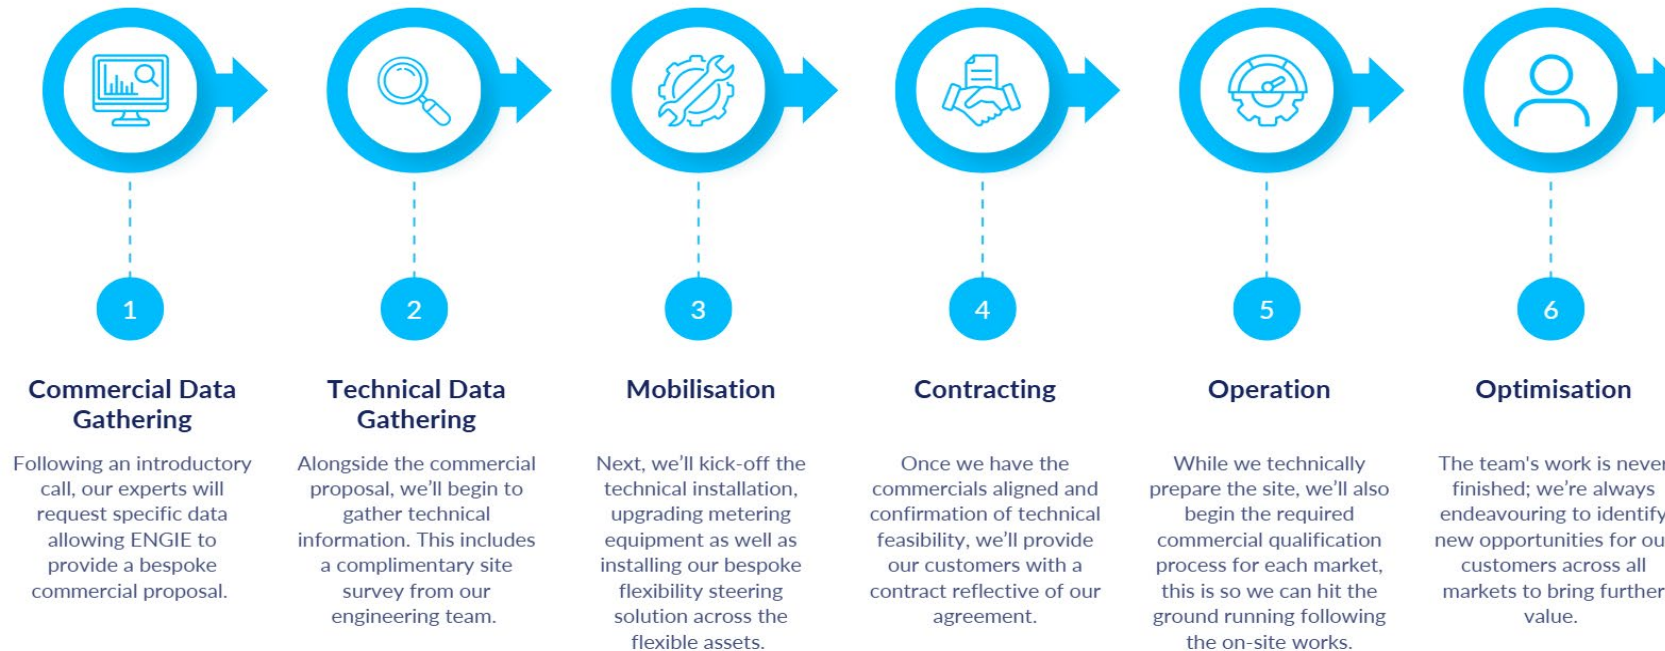 1
Commercial Data
Gathering
Following an introductory
call, our experts will
request specific data
allowing ENGIE to
provide a bespoke
commercial proposal.
2
Technical Data
Gathering
Alongside the commercial
proposal, we'll begin to
gather technical
information. This includes
a complimentary site
survey from our
engineering team.
3
Mobilisation
Next, we'll kick-off the
technical installation,
upgrading metering
equipment as well as
installing our bespoke
flexibility steering
solution across the
flexible assets.
4
Contracting
Once we have the
commercials aligned and
confirmation of technical
feasibility, we'll provide
our customers with a
contract reflective of our
agreement.
5
Operation
While we technically
prepare the site, we'll also
begin the required
commercial qualification
process for each market,
this is so we can hit the
ground running following
the on-site works.
6
Optimisation
The team's work is never
finished; we're always
endeavouring to identify
new opportunities for ou
customers across all
markets to bring further
value.